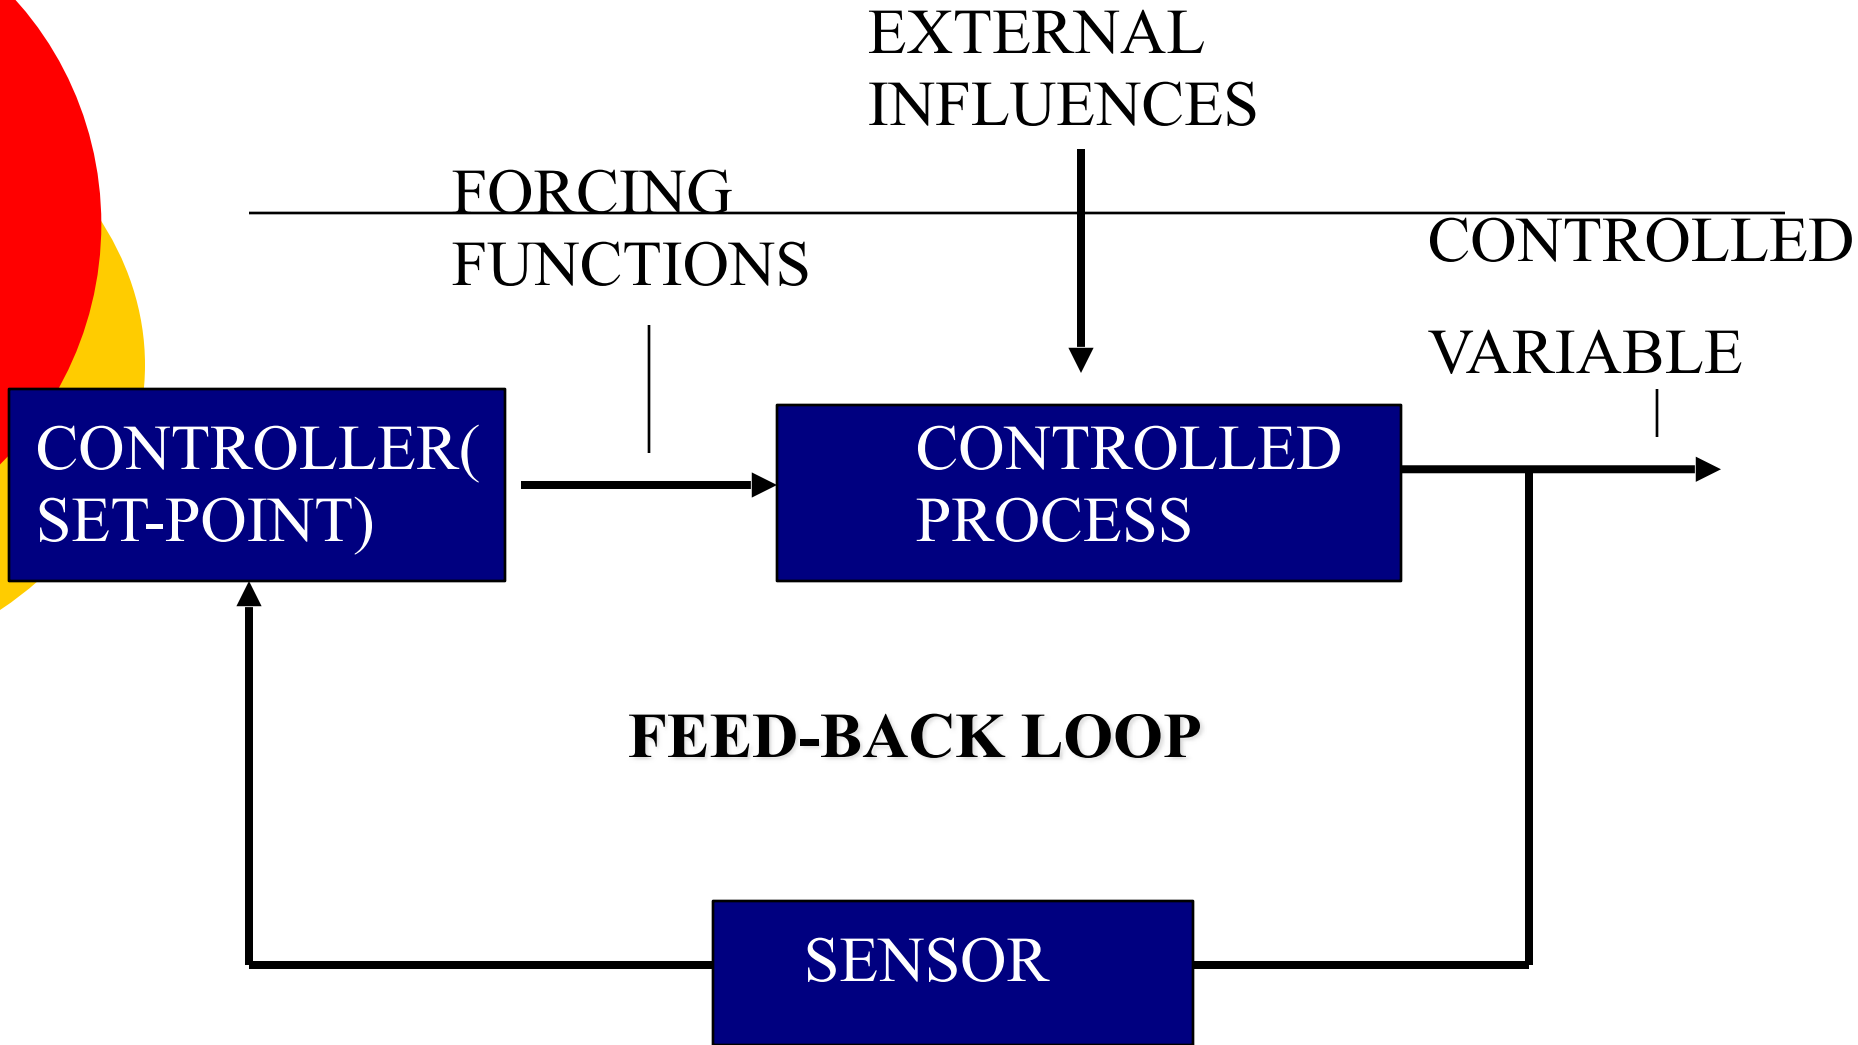 EXTERNAL
INFLUENCES
FORCING
FUNCTIONS
CONTROLLED
VARIABLE
CONTROLLER(
SET-POINT)
CONTROLLED
PROCESS
FEED-BACK LOOP
SENSOR